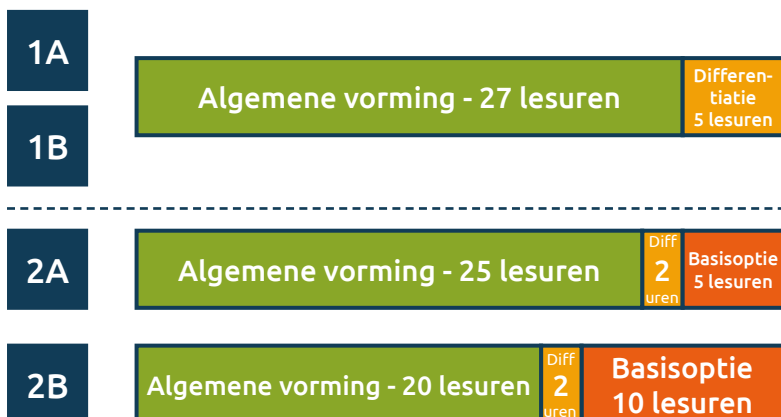 1A
1B
Algemene vorming - 27 lesuren
Differen-
tiatie
5 lesuren
2A
Algemene vorming - 25 lesuren
Diff
2
uren
Basisoptie
5 lesuren
2B
Algemene vorming - 20 lesuren
Diff
2
uren
Basisoptie
10 lesuren